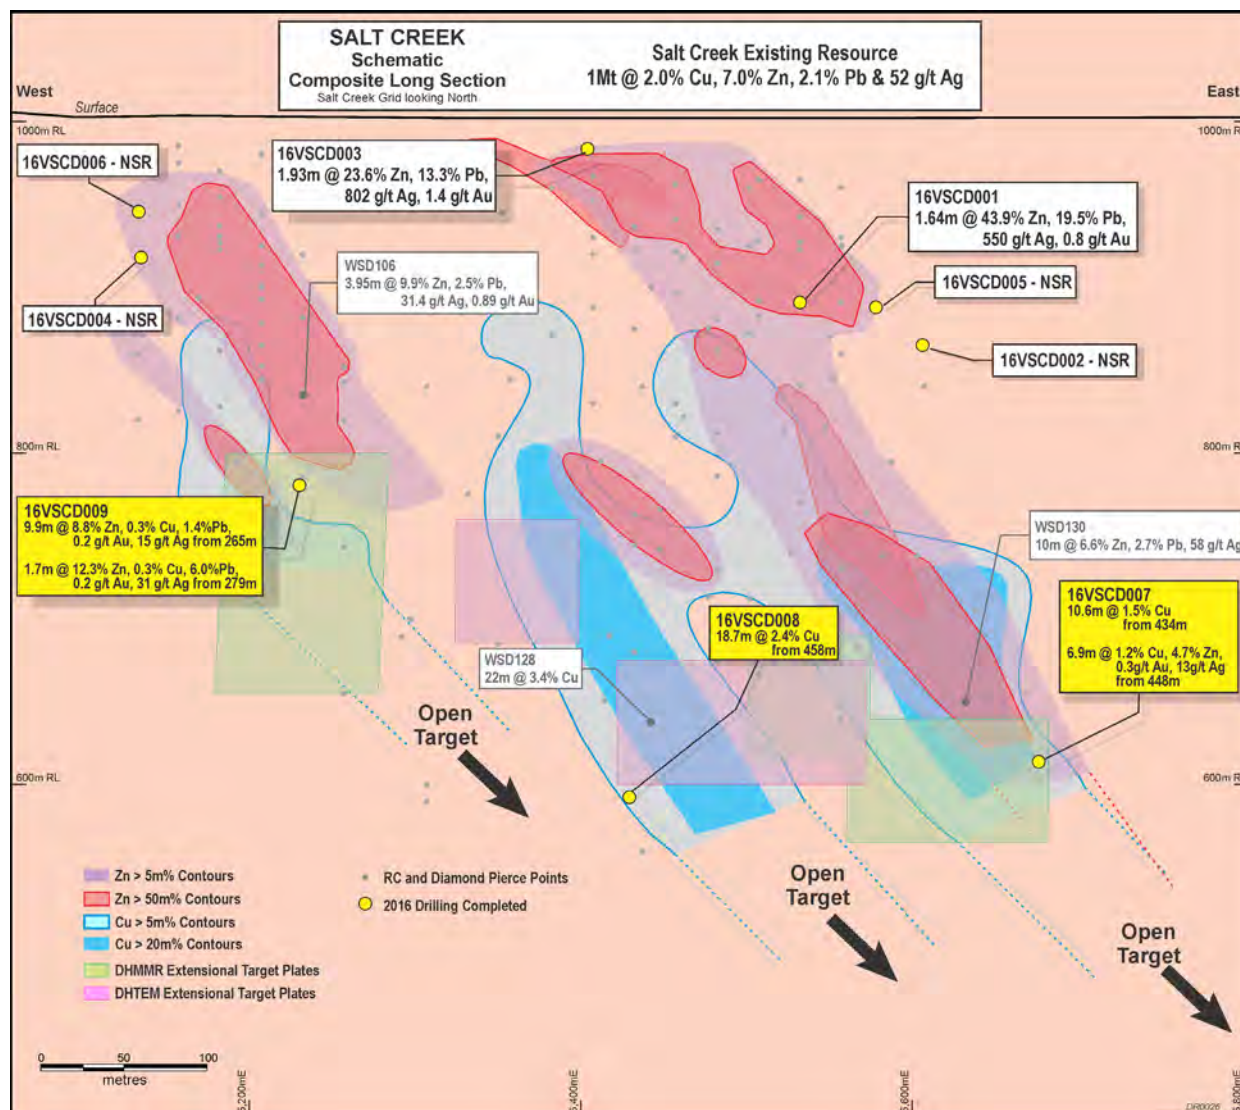 SALT CREEK
Schematic
Composite Long Section
Salt Creek Grid looking North
Salt Creek Existing Resource
1Mt @ 2.0% Cu, 7.0% Zn, 2.1% Pb & 52 g/t Ag
West
Surface
East
1000m RL
1000m RL
16VSCD006 - NSR
16VSCD003
1.93m @ 23.6% Zn, 13.3% Pb,
802 g/t Ag, 1.4 g/t Au
16VSCD001
1.64m @ 43.9% Zn, 19.5% Pb,
550 g/t Ag, 0.8 g/t Au
WSD106
3.95m @ 9.9% Zn, 2.5% Pb,
31.4 g/t Ag, 0.89 g/t Au
16VSCD005 - NSR
16VSCD004 - NSR
16VSCD002 - NSR
800m RL
800m RL
16VSCD009
9.9m @ 8.8% Zn, 0.3% Cu, 1.4%Pb,
0.2 g/t Au, 15 g/t Ag from 265m
1.7m @ 12.3% Zn, 0.3% Cu, 6.0%Pb,
0.2 g/t Au, 31 g/t Ag from 279m
WSD130
10m @ 6.6% Zn, 2.7% Pb, 58 g/t Ag
16VSCD007
10.6m @ 1.5% Cu
from 434m
6.9m @ 1.2% Cu, 4.7% Zn,
0.3g/t Au, 13g/t Ag
from 448m
16VSCD008
18.7m @ 2.4% Cu
from 458m
WSD128
22m @ 3.4% Cu
Open
Target
600m RL
600m RL
Open
Target
Open
Target
Zn > 5m% Contours
Zn > 50m% Contours
Cu > 5m% Contours
Cu > 20m% Contours
DHMMR Extensional Target Plates
DHTEM Extensional Target Plates
RC and Diamond Pierce Points
2016 Drilling Completed
0 50 100
metres
DR0026